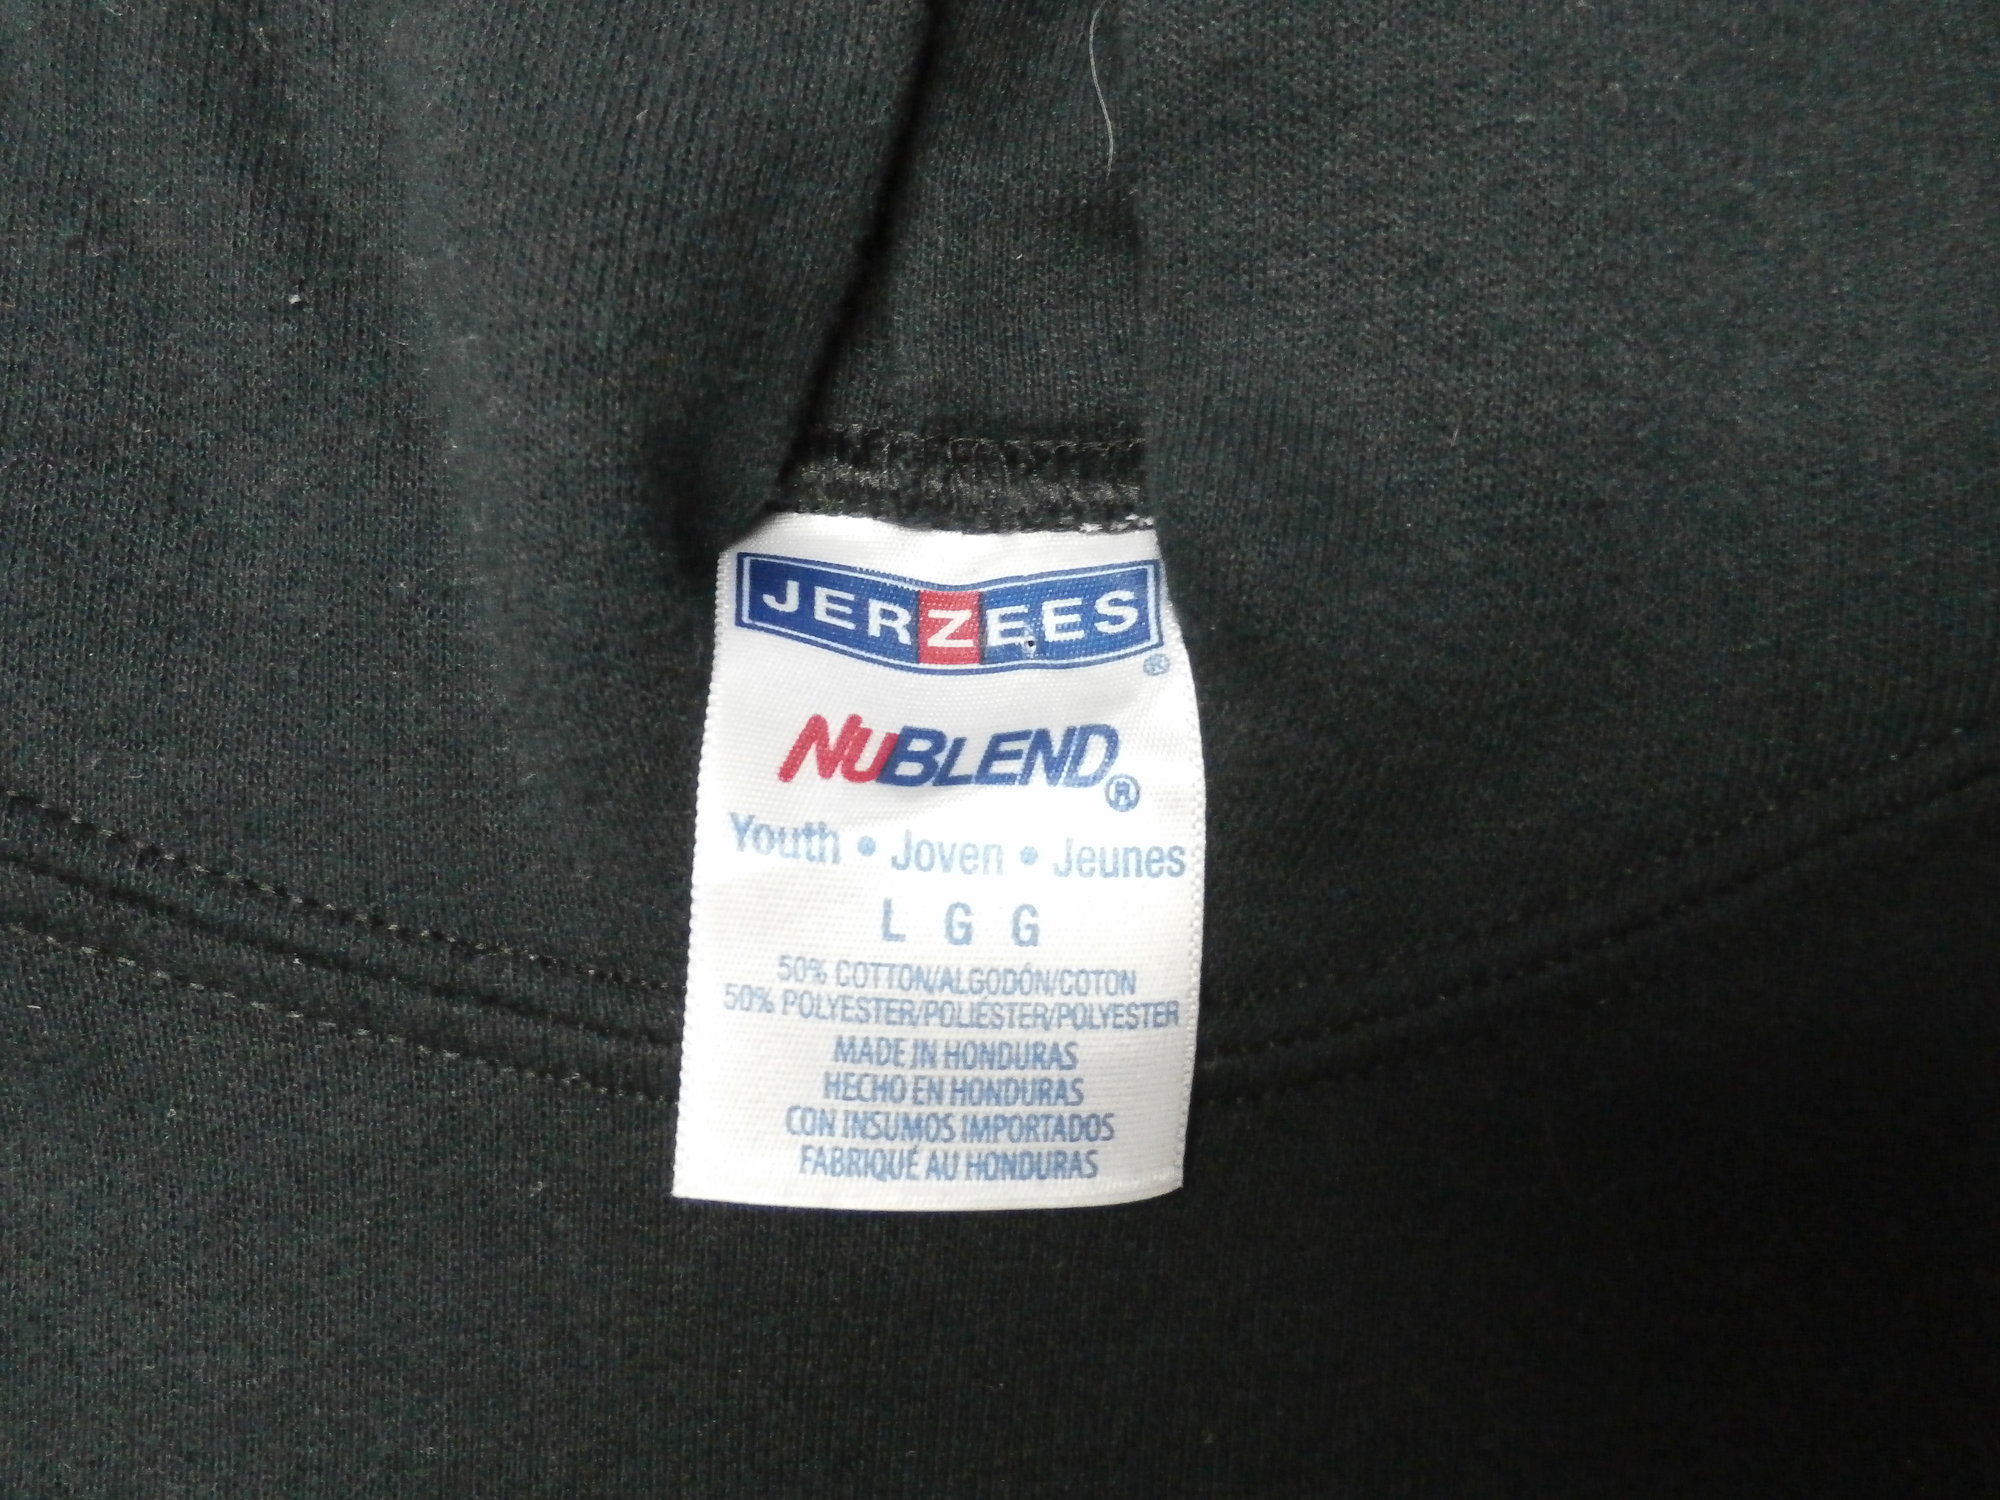 JERZEES
®
NUBLEND®
Youth • Joven • Jeunes
L G G
50% COTTON/ALGODÓN/COTON
50% POLYESTER/POLIÉSTER/POLYESTER
MADE IN HONDURAS
HECHO EN HONDURAS
CON INSUMOS IMPORTADOS
FABRIQUÉ AU HONDURAS